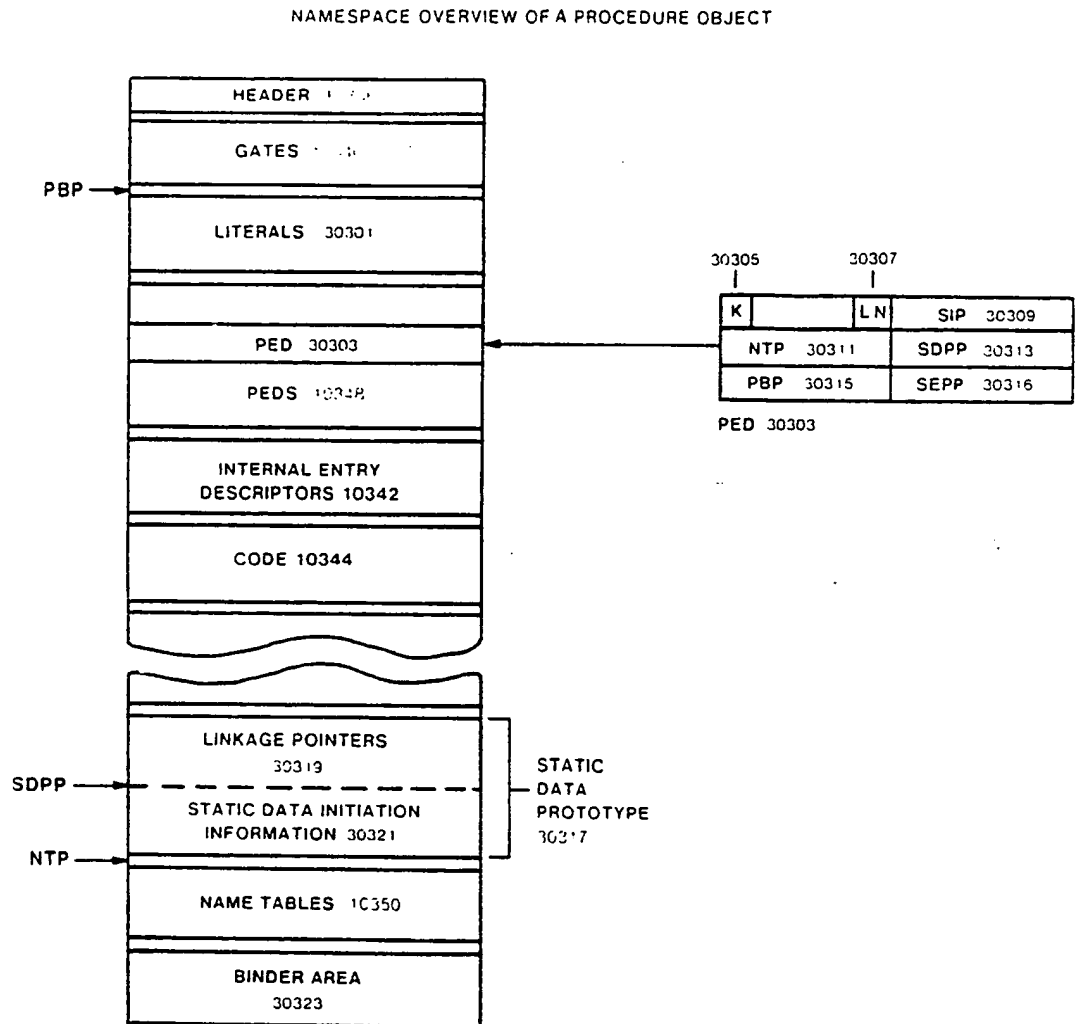 NAMESPACE OVERVIEW OF A PROCEDURE OBJECT
HEADER
GATES
PBP
LITERALS 30301
PED 30303
PEDS 10348
INTERNAL ENTRY
DESCRIPTORS 10342
CODE 10344
30305
30307
K
LN
SIP 30309
NTP 30311
SDPP 30313
PBP 30315
SEPP 30316
PED 30303
LINKAGE POINTERS
30319
SDPP
STATIC DATA INITIATION
INFORMATION 30321
NTP
STATIC
DATA
PROTOTYPE
30317
NAME TABLES 10350
BINDER AREA
30323